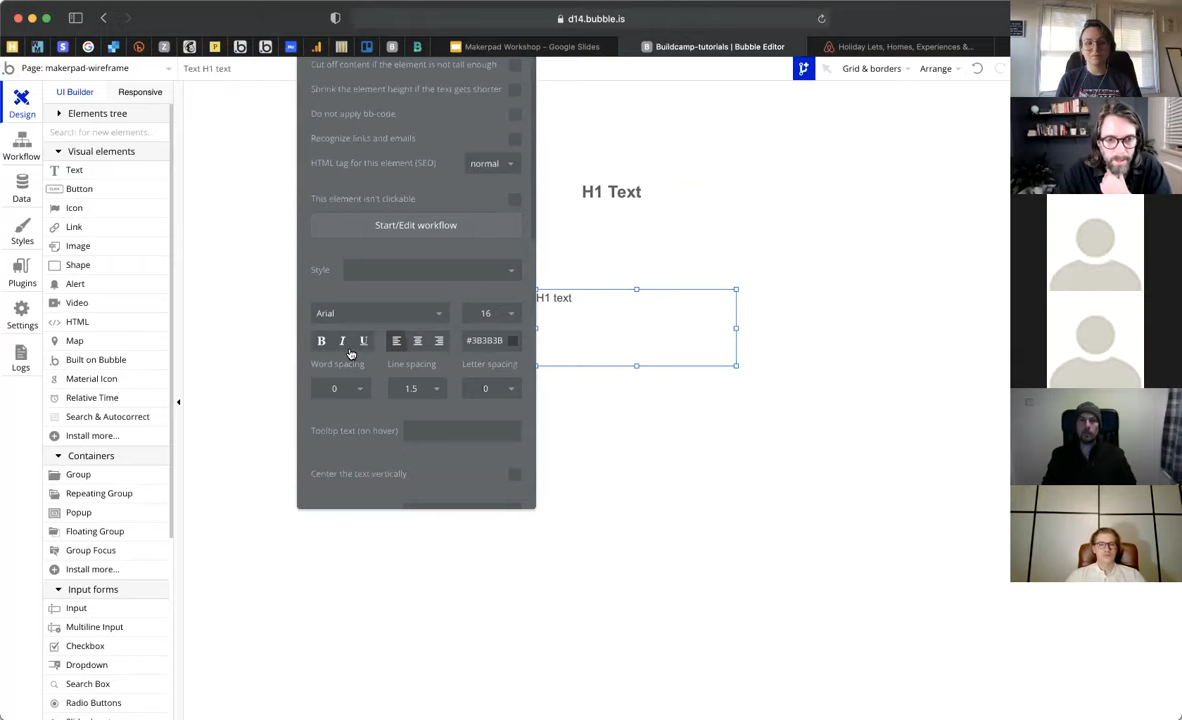 d14.bubble.is
Makerpad Workshop - Google Slides
Buildcamp-tutorials | Bubble Editor
Holiday Lets, Homes, Experiences &...
Page: makerpad-wireframe
Text H1 text
Grid & borders
Arrange
Design
Workflow
Data
Styles
Plugins
Settings
Logs
UI Builder
Responsive
Elements tree
Search for new elements...
Visual elements
Text
Button
Icon
Link
Image
Shape
Alert
Video
HTML
Map
Built on Bubble
Material Icon
Relative Time
Search & Autocorrect
Install more...
Containers
Group
Repeating Group
Popup
Floating Group
Group Focus
Install more...
Input forms
Input
Multiline Input
Checkbox
Dropdown
Search Box
Radio Buttons
Cut off content if the element is not tall enough
Shrink the element height if the text gets shorter
Do not apply bb-code
Recognize links and emails
HTML tag for this element (SEO)
normal
This element isn't clickable
Start/Edit workflow
Style
Arial
16
B I U
#3B3B3B
Word spacing
Line spacing
Letter spacing
0
1.5
0
Tooltip text (on hover)
Center the text vertically
H1 Text
H1 text